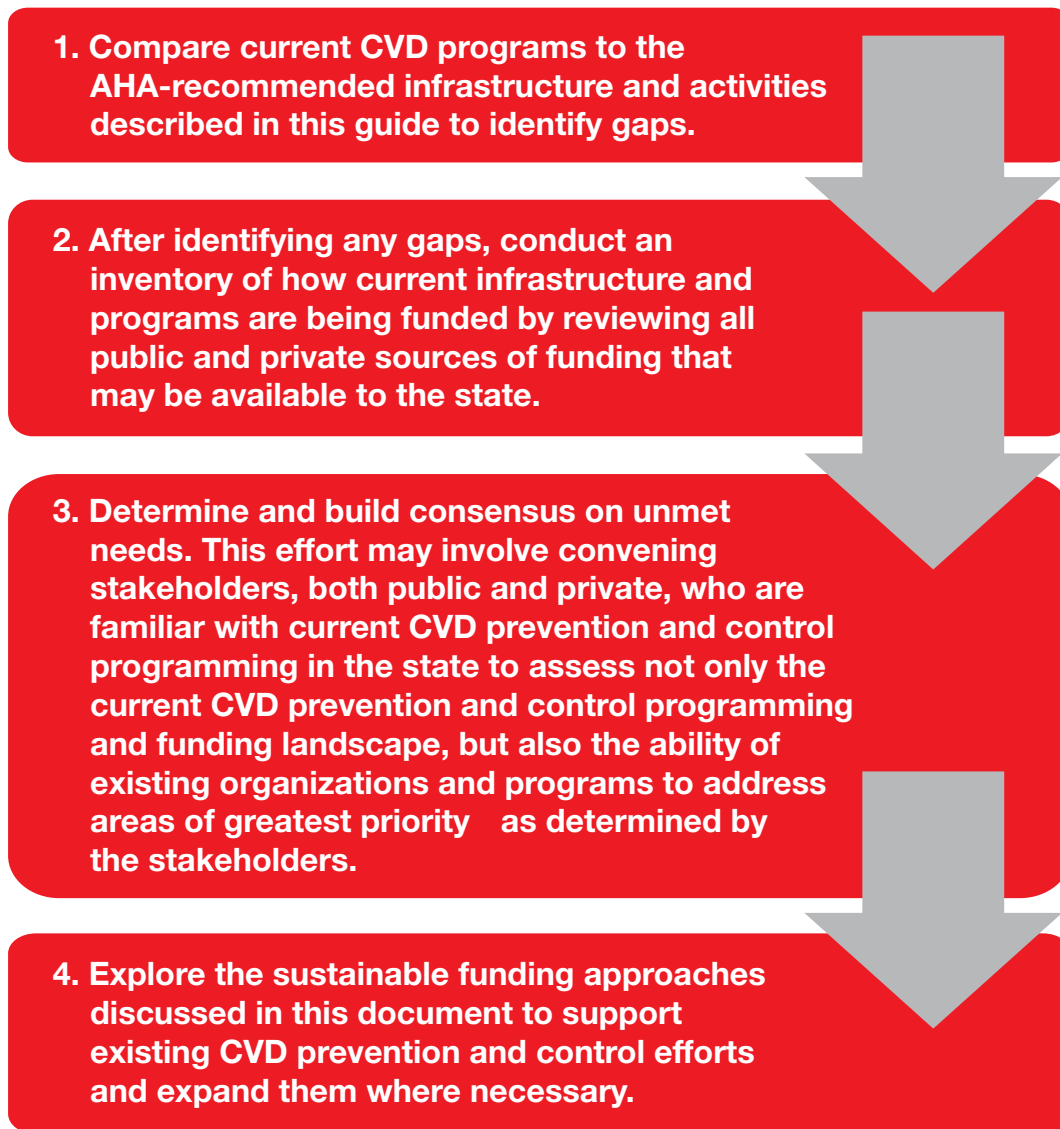 1. Compare current CVD programs to the
AHA-recommended infrastructure and activities
described in this guide to identify gaps.
2. After identifying any gaps, conduct an
inventory of how current infrastructure and
programs are being funded by reviewing all
public and private sources of funding that
may be available to the state.
3. Determine and build consensus on unmet
needs. This effort may involve convening
stakeholders, both public and private, who are
familiar with current CVD prevention and control
programming in the state to assess not only the
current CVD prevention and control programming
and funding landscape, but also the ability of
existing organizations and programs to address
areas of greatest priority as determined by
the stakeholders.
4. Explore the sustainable funding approaches
discussed in this document to support
existing CVD prevention and control efforts
and expand them where necessary.